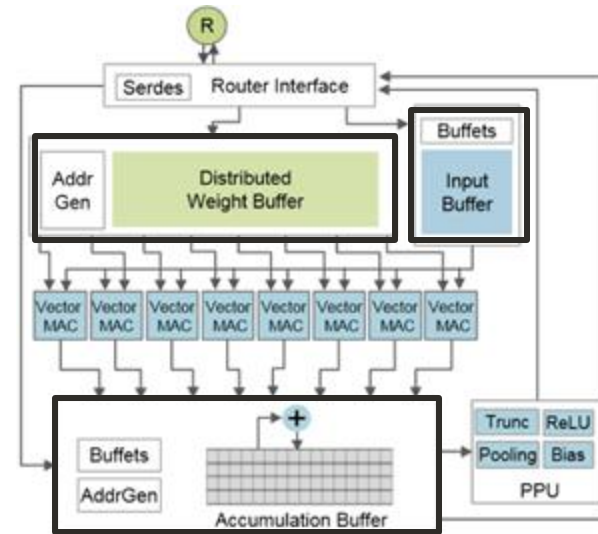 R
Serdes
Router Interface
Addr
Gen
Distributed
Weight Buffer
Buffets
Input
Buffer
Vector
MAC
Vector
MAC
Vector
MAC
Vector
MAC
Vector
MAC
Vector
MAC
Vector
MAC
Vector
MAC
+
Buffets
AddrGen
Accumulation Buffer
Trunc
ReLU
Pooling
Bias
PPU